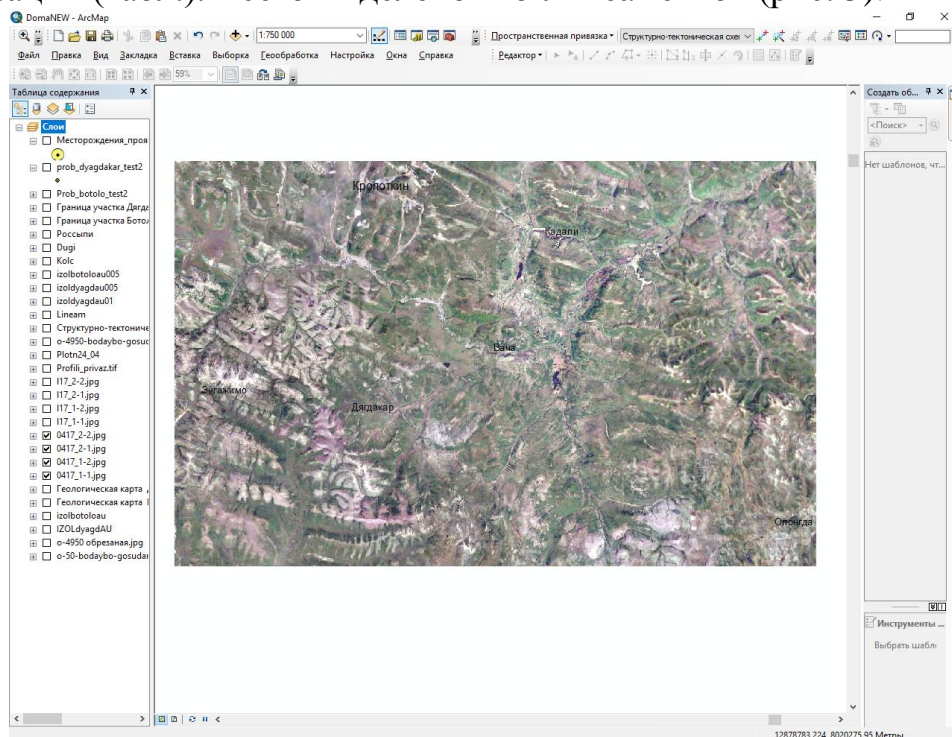 DomaNEW - ArcMap
1:750 000
Пространственная привязка
Структурно-тектоническая схем
Файл Правка Вид Закладка Вставка Выборка Геообработка Настройка Окна Справка
Редактор
59%
Таблица содержания
Слои
Месторождения_проя
prob_dyagdakar_test2
Prob_botolo_test2
Граница участка Дягда
Граница участка Ботол
Россыпи
Dugi
Kolc
izolbotoloau005
izoldyagdau005
izoldyagdau01
Lineam
Структурно-тектониче
o-4950-bodaybo-gosud
Plotn24_04
Profili_privaz.tif
I17_2-2.jpg
I17_2-1.jpg
I17_1-2.jpg
I17_1-1.jpg
0417_2-2.jpg
0417_2-1.jpg
0417_1-2.jpg
0417_1-1.jpg
Геологическая карта
Геологическая карта
izolbotoloau
IZOLdyagdAU
o-4950 обрезаная.jpg
o-50-bodaybo-gosudar
Кропоткин
Кадали
Вача
Энгажимо
Дягдакар
Олонгда
Создать об...
<Поиск>
Нет шаблонов, чт...
Инструменты ...
Выбрать шабл
12878783,224 8020275,95 Метры